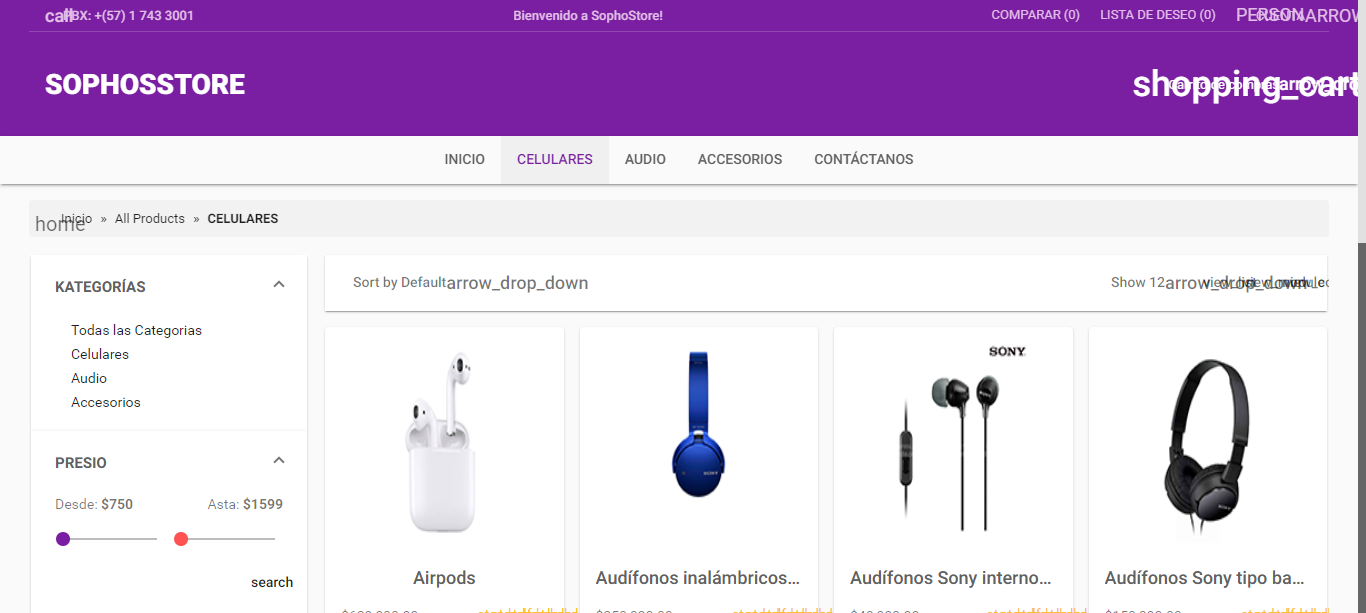 call PBX: +(57) 1 743 3001
Bienvenido a SophoStore!
COMPARAR (0) LISTA DE DESEO (0)
SOPHOSSTORE
shopping_cart
INICIO CELULARES AUDIO ACCESORIOS CONTÁCTANOS
home Inicio » All Products » CELULARES
KATEGORÍAS
Todas las Categorias
Celulares
Audio
Accesorios
PRESIO
Desde: $750 Asta: $1599
search
Sort by Default arrow_drop_down
Show 12 arrow_drop_down
SONY
Airpods
Audífonos inalámbricos...
Audífonos Sony interno...
Audífonos Sony tipo ba...